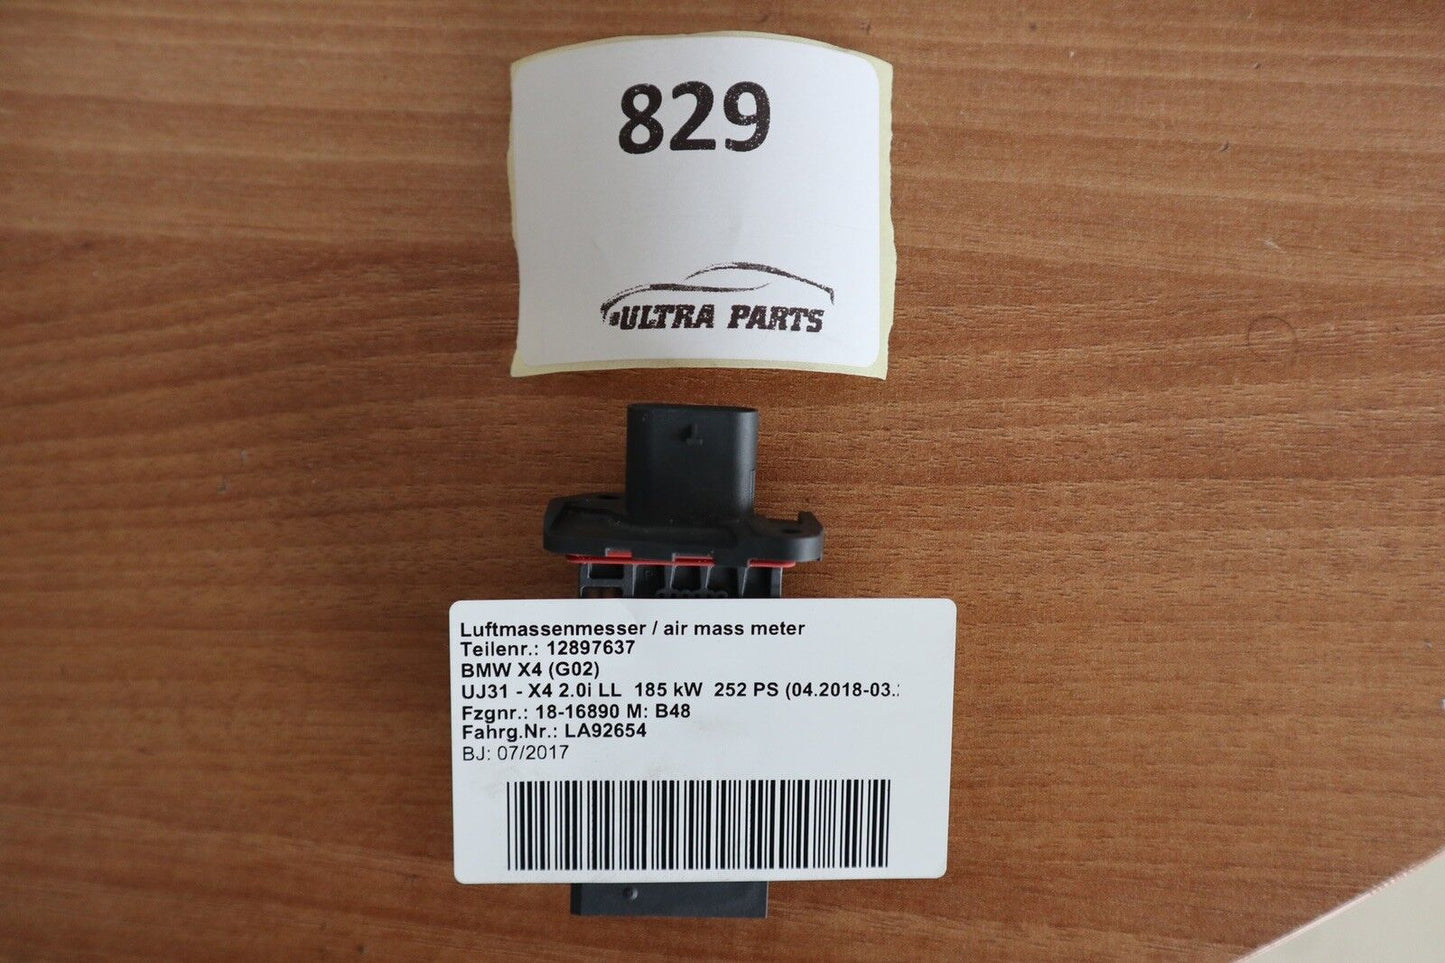 829
ULTRA PARTS
Luftmassenmesser / air mass meter
Teilenr.: 12897637
BMW X4 (G02)
UJ31 - X4 2.0i LL 185 kW 252 PS (04.2018-03.
Fzgnr.: 18-16890 M: B48
Fahrg.Nr.: LA92654
BJ: 07/2017